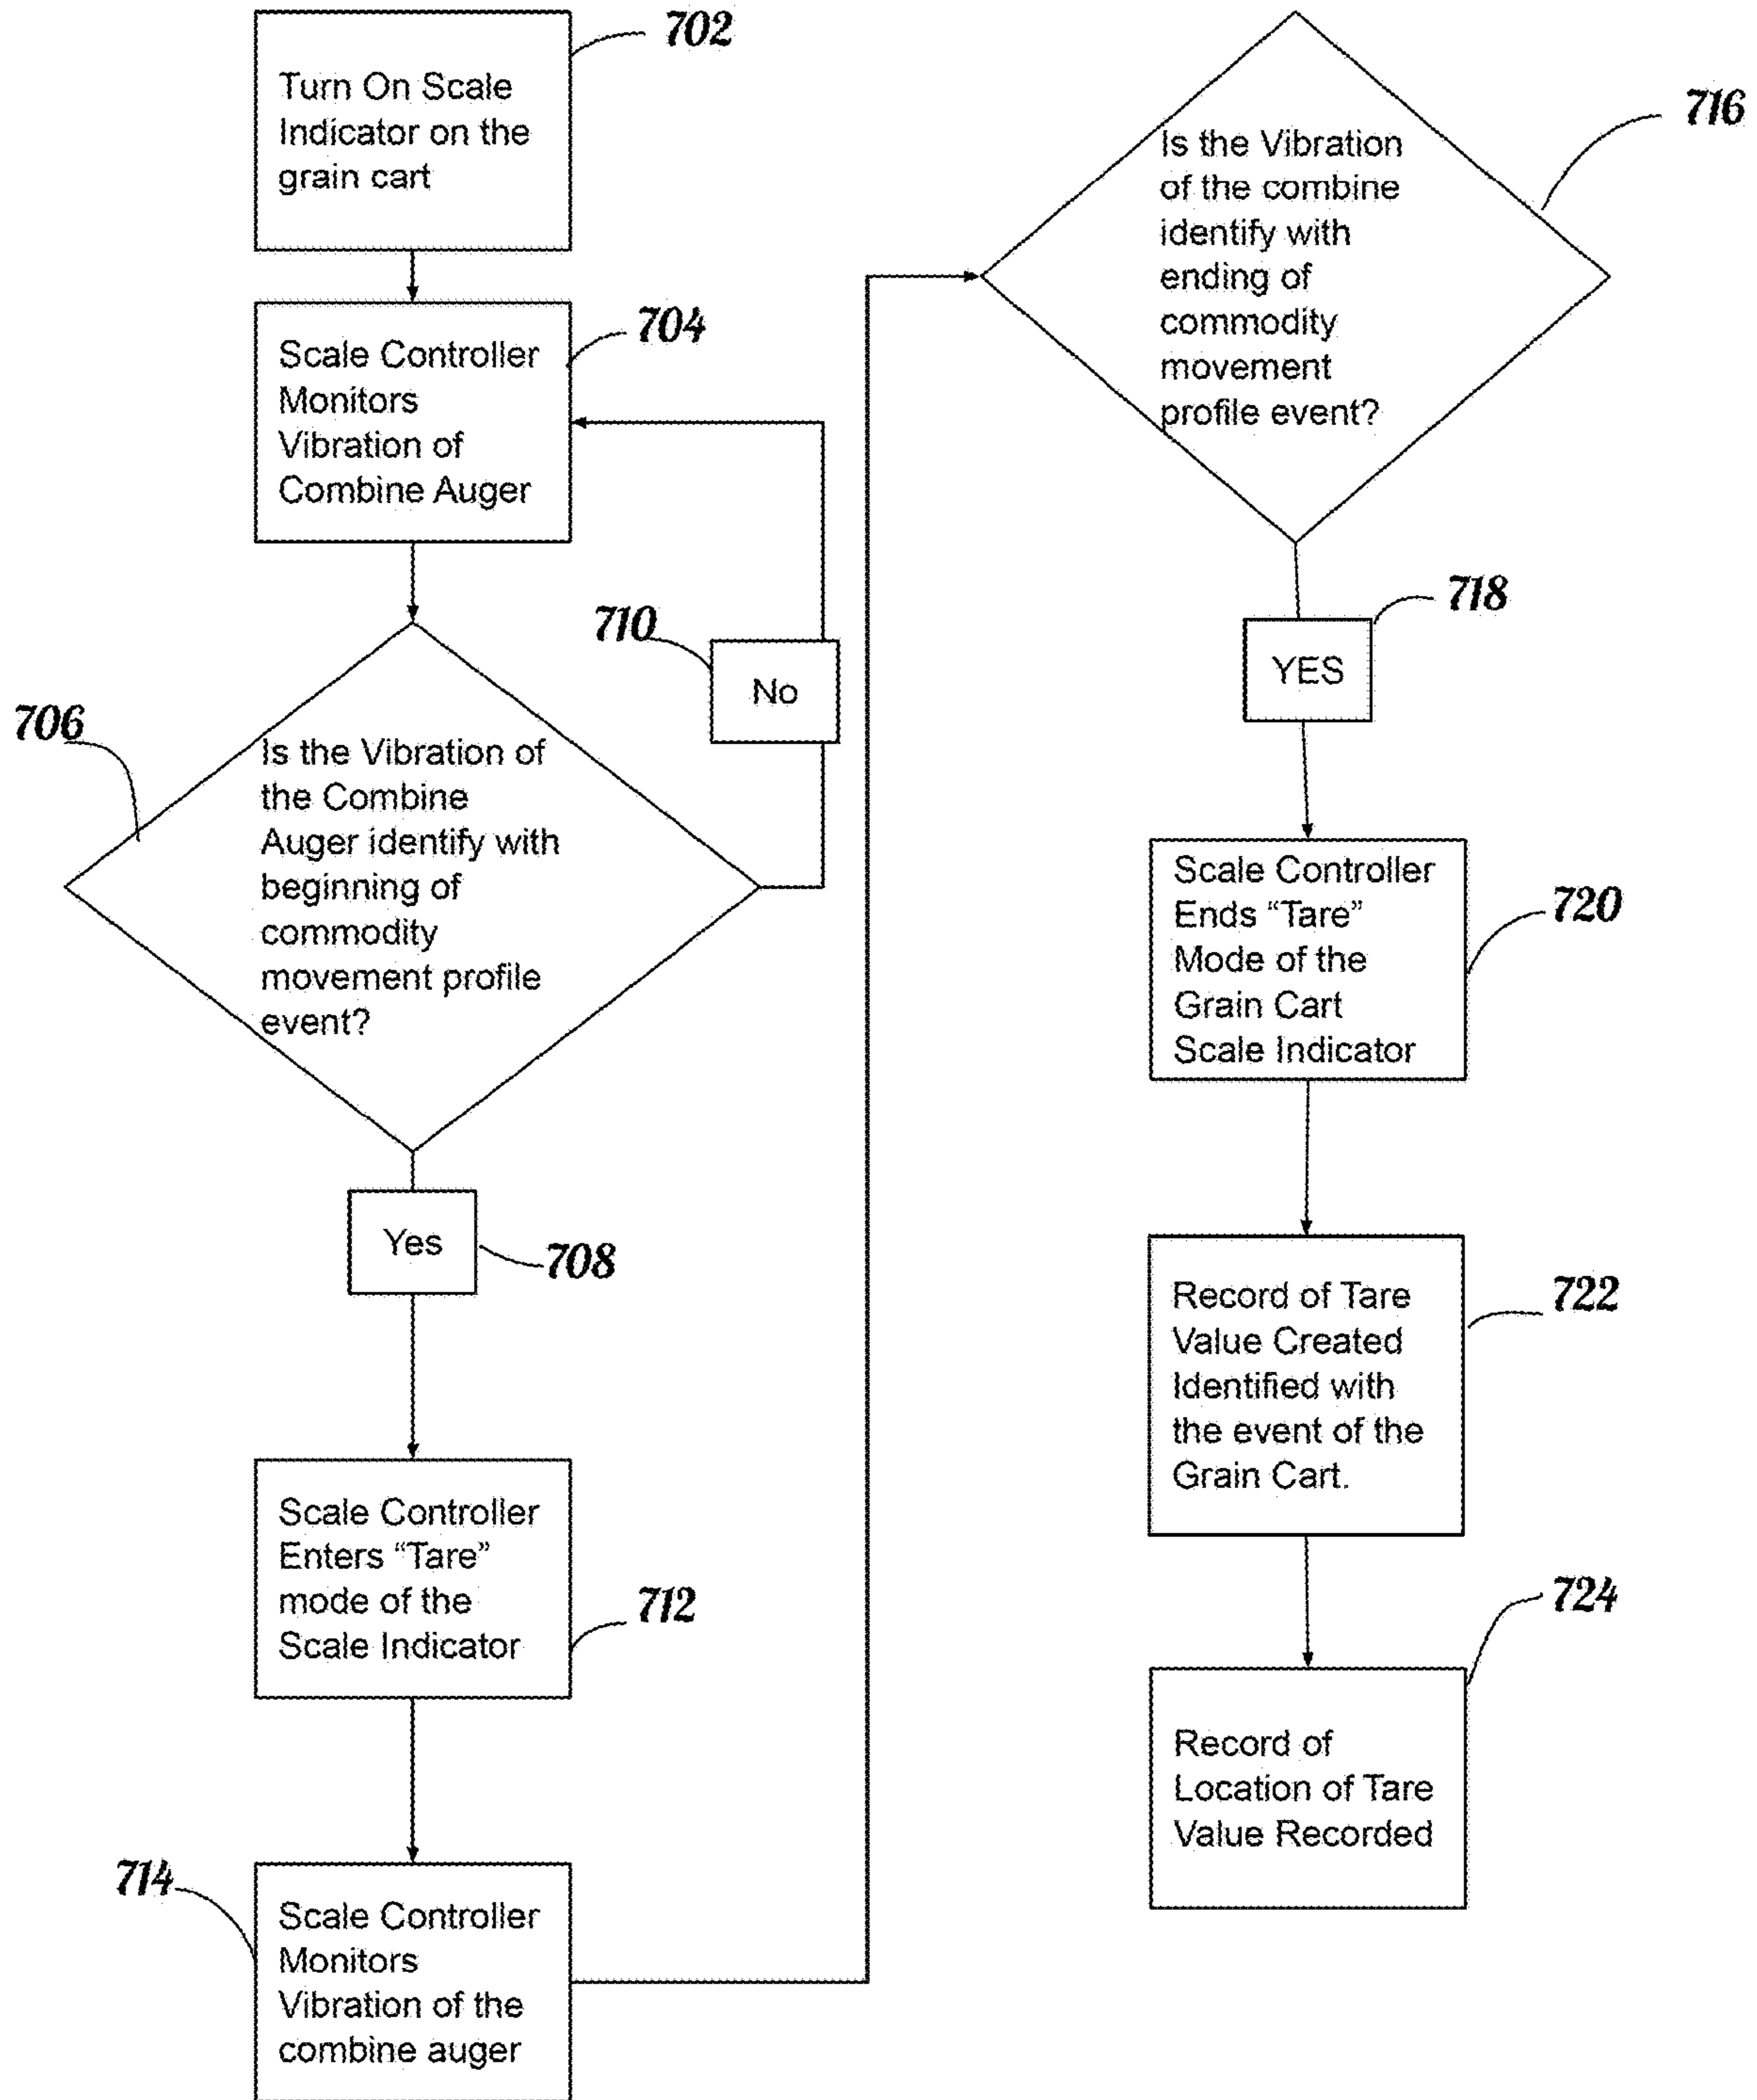 702
Turn On Scale
Indicator on the
grain cart
704
Scale Controller
Monitors
Vibration of
Combine Auger
710
No
706
Is the Vibration of
the Combine
Auger identify with
beginning of
commodity
movement profile
event?
Yes
708
Scale Controller
Enters “Tare”
mode of the
Scale Indicator
712
714
Scale Controller
Monitors
Vibration of the
combine auger
716
Is the Vibration
of the combine
identify with
ending of
commodity
movement
profile event?
718
YES
Scale Controller
Ends “Tare”
Mode of the
Grain Cart
Scale Indicator
720
Record of Tare
Value Created
Identified with
the event of the
Grain Cart.
722
724
Record of
Location of Tare
Value Recorded